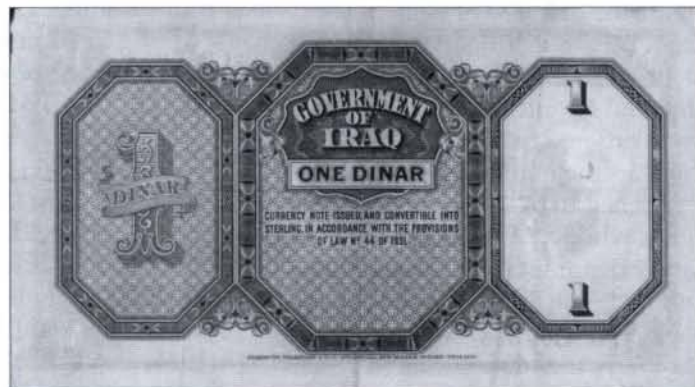 1
GOVERNMENT
OF
IRAQ
ONE DINAR
1
DINAR
CURRENCY NOTE ISSUED AND CONVERTIBLE INTO
STERLING, IN ACCORDANCE WITH THE PROVISIONS
OF LAW Nº 44 OF 1931.
1